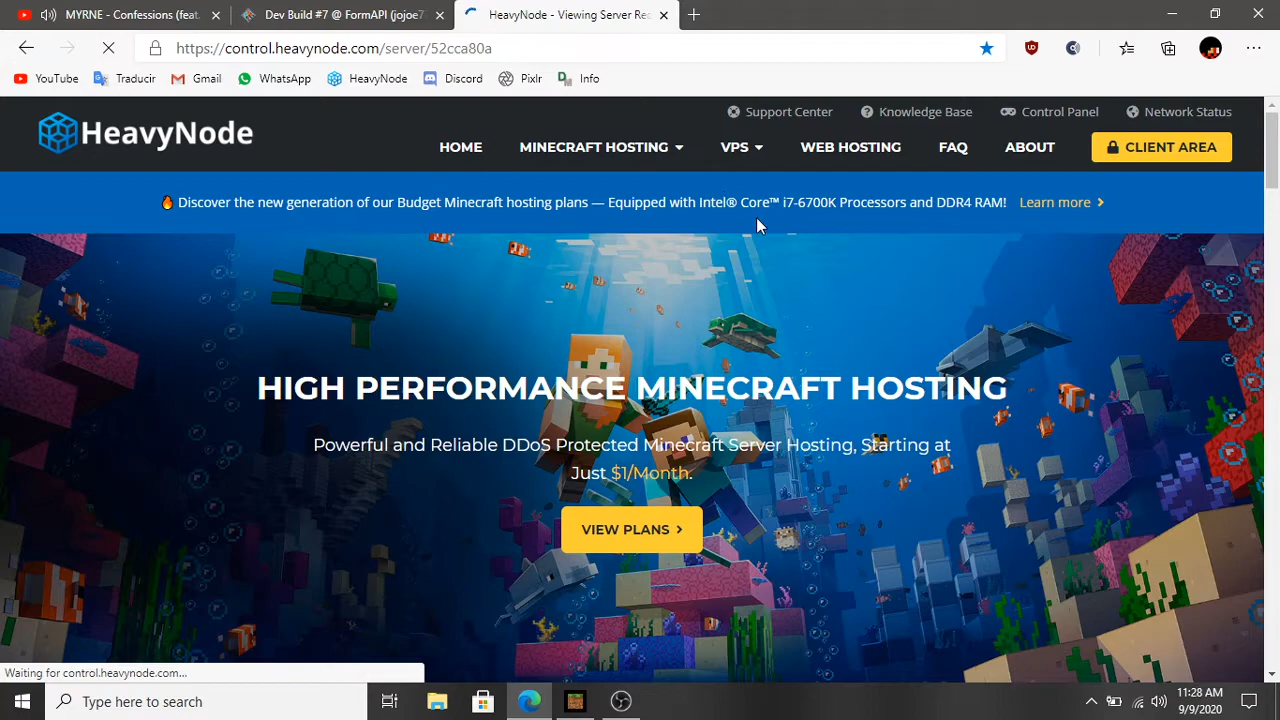 MYRNE - Confessions (feat.
Dev Build #7 @ FormAPI (jojoe7
HeavyNode - Viewing Server Rec
https://control.heavynode.com/server/52cca80a
YouTube Traducir Gmail WhatsApp HeavyNode Discord Pixlr Info
Support Center Knowledge Base Control Panel Network Status
HeavyNode
HOME MINECRAFT HOSTING VPS WEB HOSTING FAQ ABOUT CLIENT AREA
Discover the new generation of our Budget Minecraft hosting plans — Equipped with Intel® Core™ i7-6700K Processors and DDR4 RAM! Learn more
HIGH PERFORMANCE MINECRAFT HOSTING
Powerful and Reliable DDoS Protected Minecraft Server Hosting, Starting at
Just $1/Month.
VIEW PLANS
Waiting for control.heavynode.com...
Type here to search
11:28 AM
9/9/2020